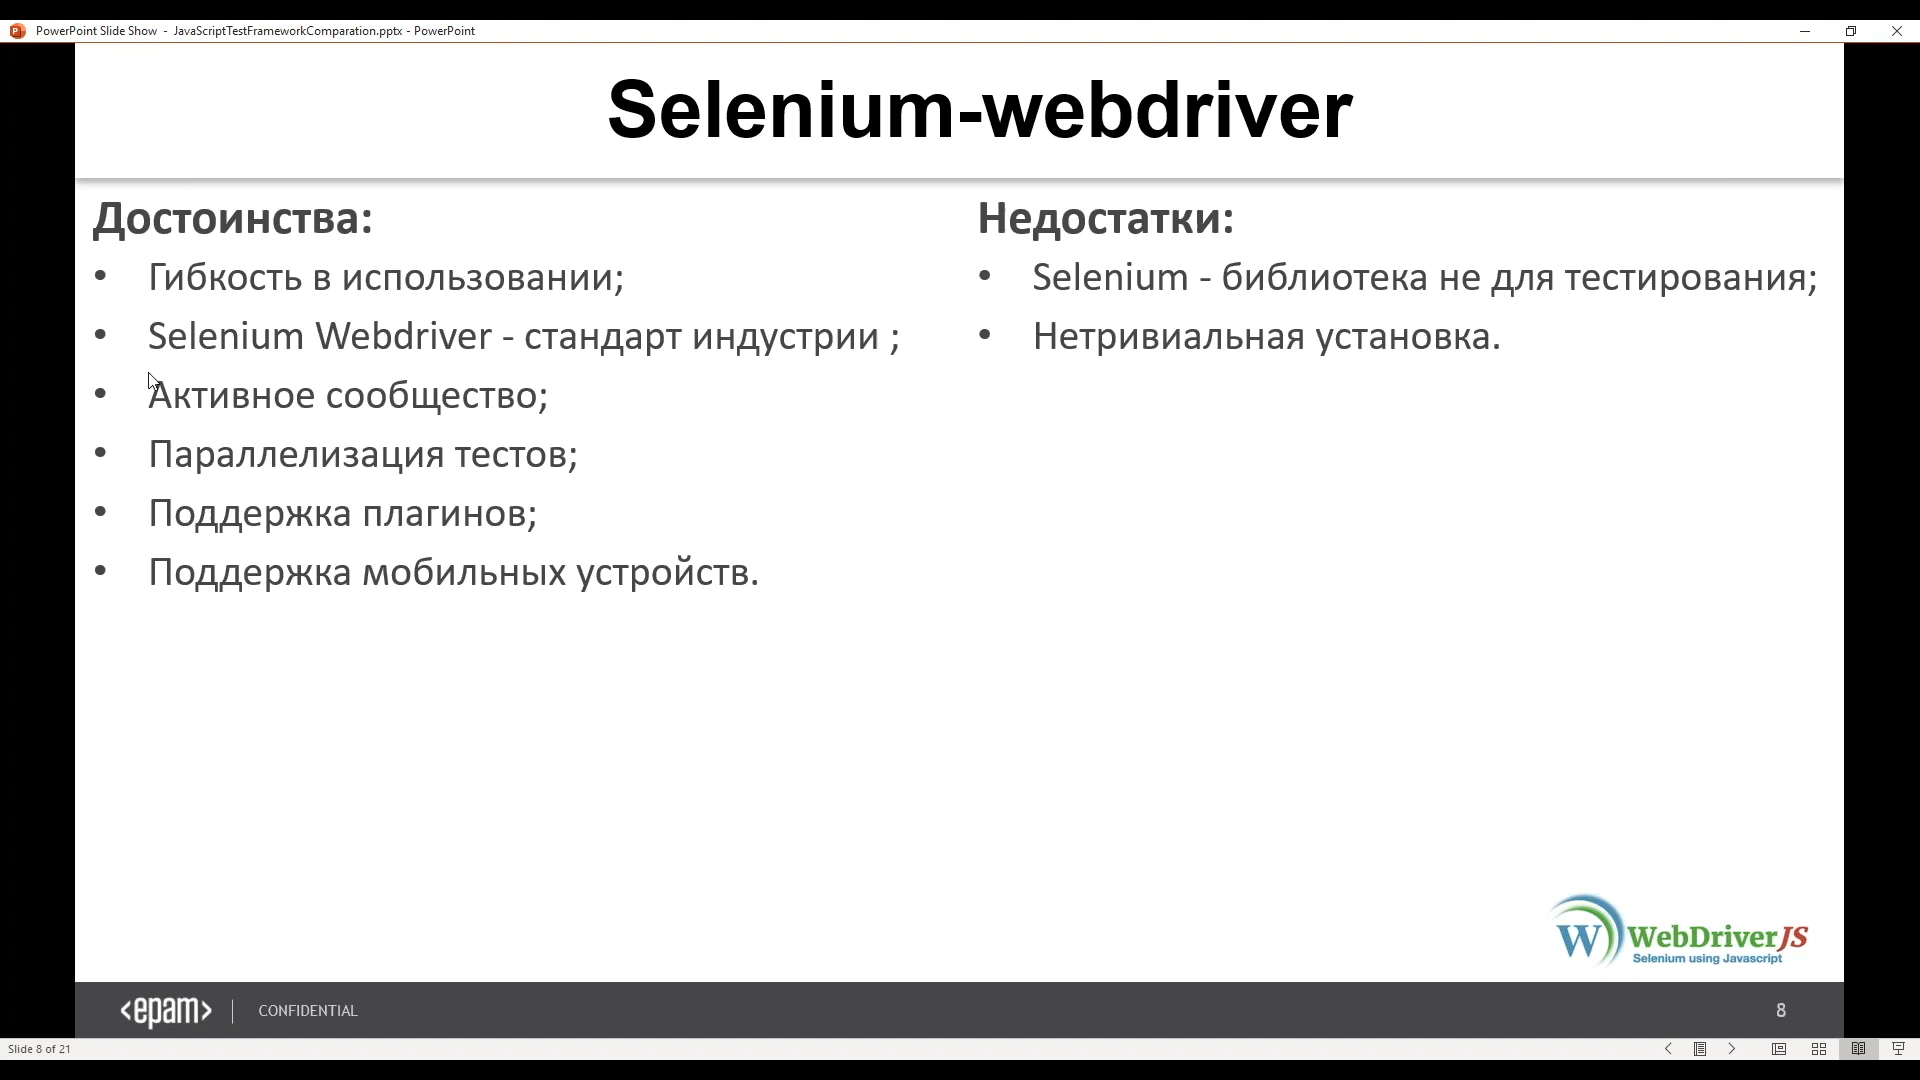 PowerPoint Slide Show - JavaScriptTestFrameworkComparation.pptx - PowerPoint
Selenium-webdriver
Достоинства:
• Гибкость в использовании;
• Selenium Webdriver - стандарт индустрии ;
• Активное сообщество;
• Параллелизация тестов;
• Поддержка плагинов;
• Поддержка мобильных устройств.
Недостатки:
• Selenium - библиотека не для тестирования;
• Нетривиальная установка.
W WebDriverJS
Selenium using Javascript
<epam> | CONFIDENTIAL
8
Slide 8 of 21